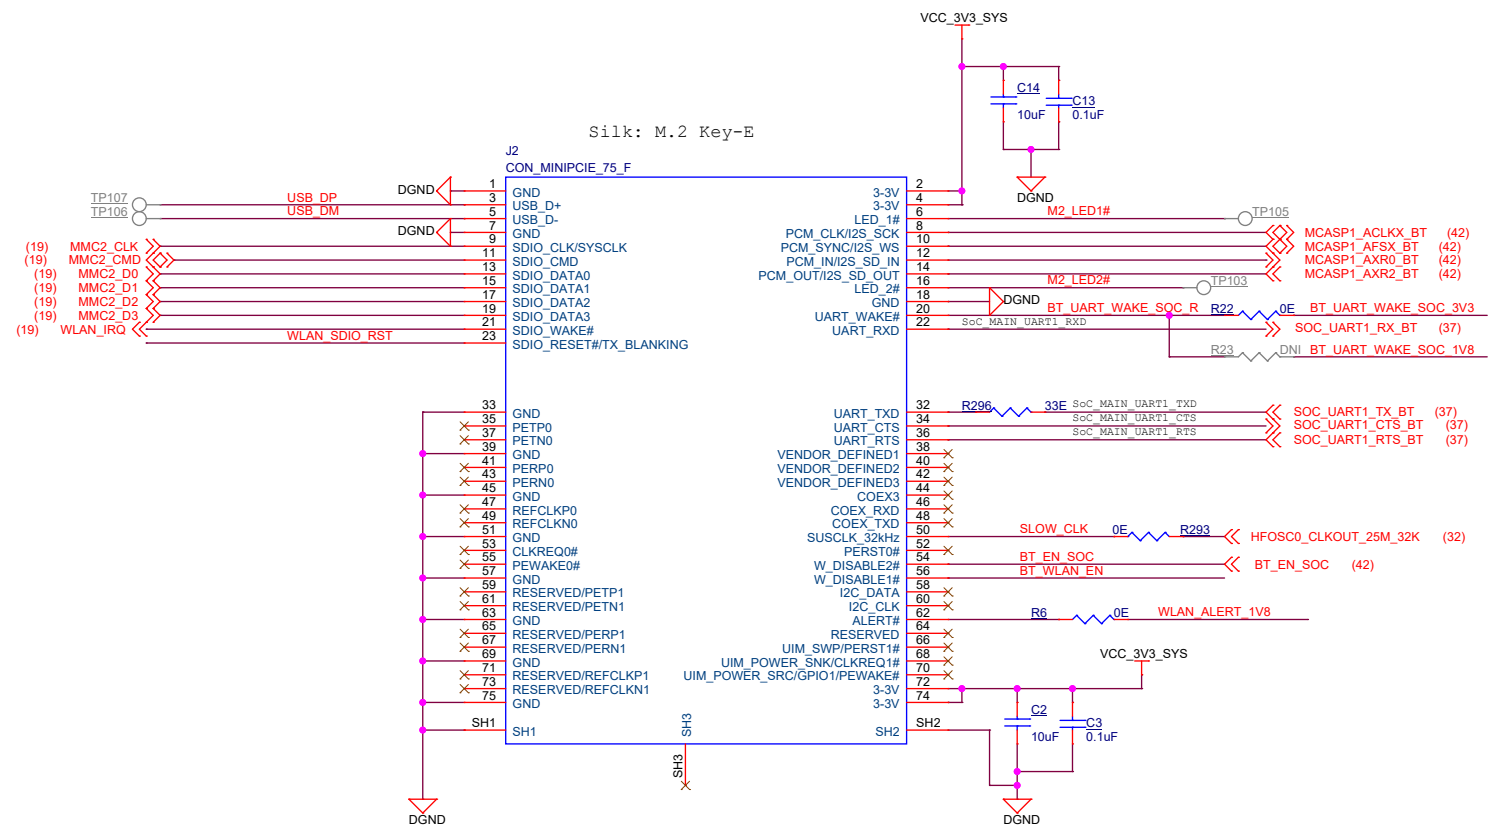 VCC_3V3_SYS
C14
10uF
C13
0.1uF
DGND
Silk: M.2 Key-E
J2
CON_MINIPCIE_75_F
DGND 1 GND
TP107 USB_DP 3 USB_D+
TP106 USB_DM 5 USB_D-
DGND 7 GND
(19) MMC2_CLK 9 SDIO_CLK/SYSCLK
(19) MMC2_CMD 11 SDIO_CMD
(19) MMC2_D0 13 SDIO_DATA0
(19) MMC2_D1 15 SDIO_DATA1
(19) MMC2_D2 17 SDIO_DATA2
(19) MMC2_D3 19 SDIO_DATA3
(19) WLAN_IRQ 21 SDIO_WAKE#
WLAN_SDIO_RST 23 SDIO_RESET#/TX_BLANKING
33 GND
35 PETP0
37 PETN0
39 GND
41 PERP0
43 PERN0
45 GND
47 REFCLKP0
49 REFCLKN0
51 GND
53 CLKREQ0#
55 PEWAKE0#
57 GND
59 RESERVED/PETP1
61 RESERVED/PETN1
63 GND
65 RESERVED/PERP1
67 RESERVED/PERN1
69 GND
71 RESERVED/REFCLKP1
73 RESERVED/REFCLKN1
75 GND
SH1 SH1
DGND
SH3
SH3
3-3V 2
3-3V 4
LED_1# 6 M2_LED1# TP105
PCM_CLK/I2S_SCK 8 MCASP1_ACLKX_BT (42)
PCM_SYNC/I2S_WS 10 MCASP1_AFSX_BT (42)
PCM_IN/I2S_SD_IN 12 MCASP1_AXR0_BT (42)
PCM_OUT/I2S_SD_OUT 14 MCASP1_AXR2_BT (42)
LED_2# 16 M2_LED2# TP103
GND 18 DGND
UART_WAKE# 20 BT_UART_WAKE_SOC_R R22 0E BT_UART_WAKE_SOC_3V3
UART_RXD 22 SoC_MAIN_UART1_RXD SOC_UART1_RX_BT (37)
R23 DNI BT_UART_WAKE_SOC_1V8
UART_TXD 32 R296 33E SoC_MAIN_UART1_TXD SOC_UART1_TX_BT (37)
UART_CTS 34 SoC_MAIN_UART1_CTS SOC_UART1_CTS_BT (37)
UART_RTS 36 SoC_MAIN_UART1_RTS SOC_UART1_RTS_BT (37)
VENDOR_DEFINED1 38
VENDOR_DEFINED2 40
VENDOR_DEFINED3 42
COEX3 44
COEX_RXD 46
COEX_TXD 48
SUSCLK_32kHz 50 SLOW_CLK 0E R293 HFOSC0_CLKOUT_25M_32K (32)
PERST0# 52
W_DISABLE2# 54 BT_EN_SOC BT_EN_SOC (42)
W_DISABLE1# 56 BT_WLAN_EN
I2C_DATA 58
I2C_CLK 60
ALERT# 62 R6 0E WLAN_ALERT_1V8
RESERVED 64
UIM_SWP/PERST1# 66
UIM_POWER_SNK/CLKREQ1# 68
UIM_POWER_SRC/GPIO1/PEWAKE# 70
3-3V 72
3-3V 74
SH2 SH2
VCC_3V3_SYS
C2
10uF
C3
0.1uF
DGND